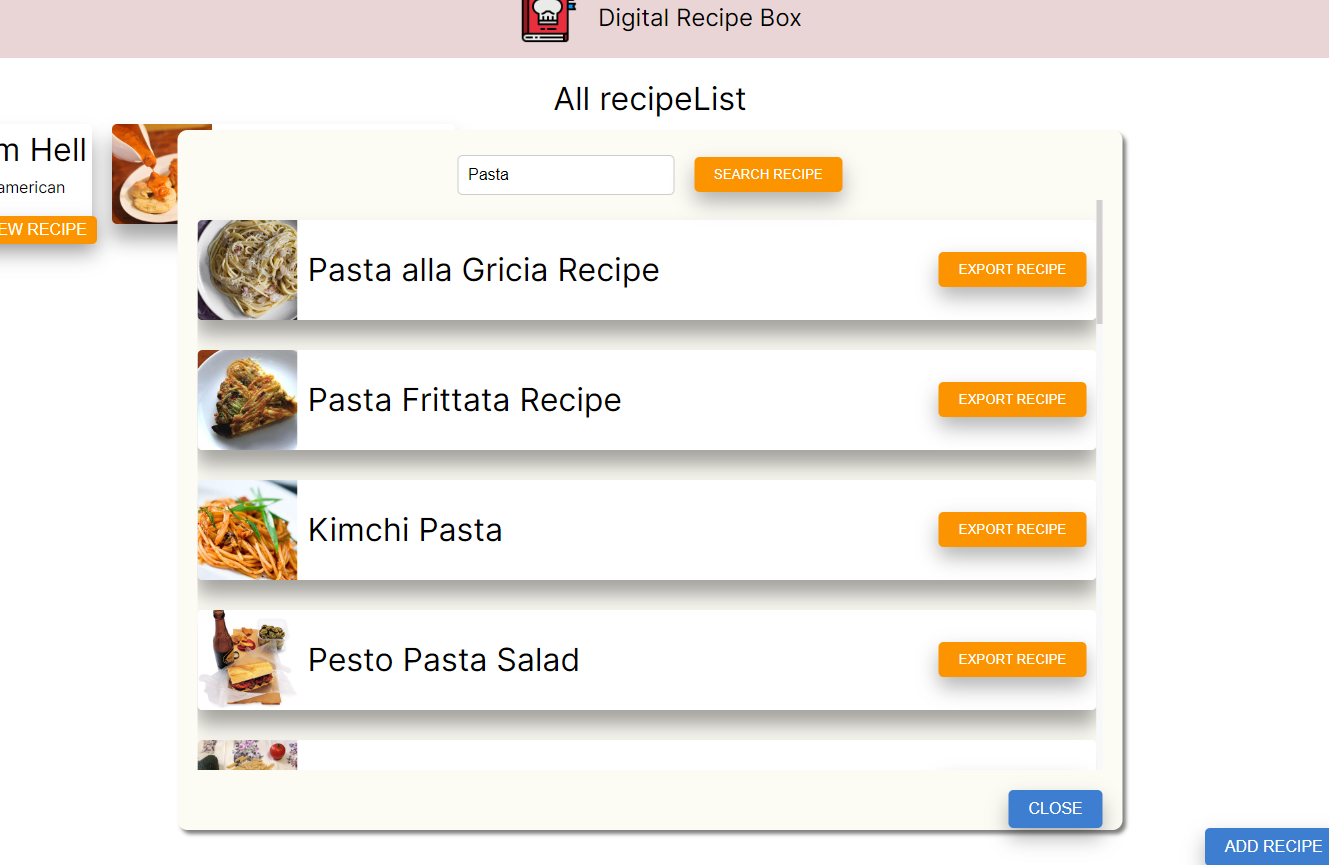 Digital Recipe Box
All recipeList
m Hell
american
EW RECIPE
Pasta
SEARCH RECIPE
Pasta alla Gricia Recipe
EXPORT RECIPE
Pasta Frittata Recipe
EXPORT RECIPE
Kimchi Pasta
EXPORT RECIPE
Pesto Pasta Salad
EXPORT RECIPE
CLOSE
ADD RECIPE